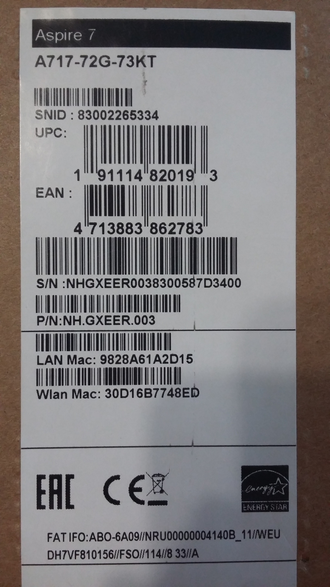 Aspire 7
A717-72G-73KT
SNID : 83002265334
UPC:
1 91114 82019 3
EAN :
4 713883 862783
S/N :NHGXEER0038300587D3400
P/N:NH.GXEER.003
LAN Mac: 9828A61A2D15
Wlan Mac: 30D16B7748ED
EAC CE
energy
ENERGY STAR
FAT IFO:ABO-6A09//NRU00000004140B_11//WEU
DH7VF810156//FSO//114//8 33//A